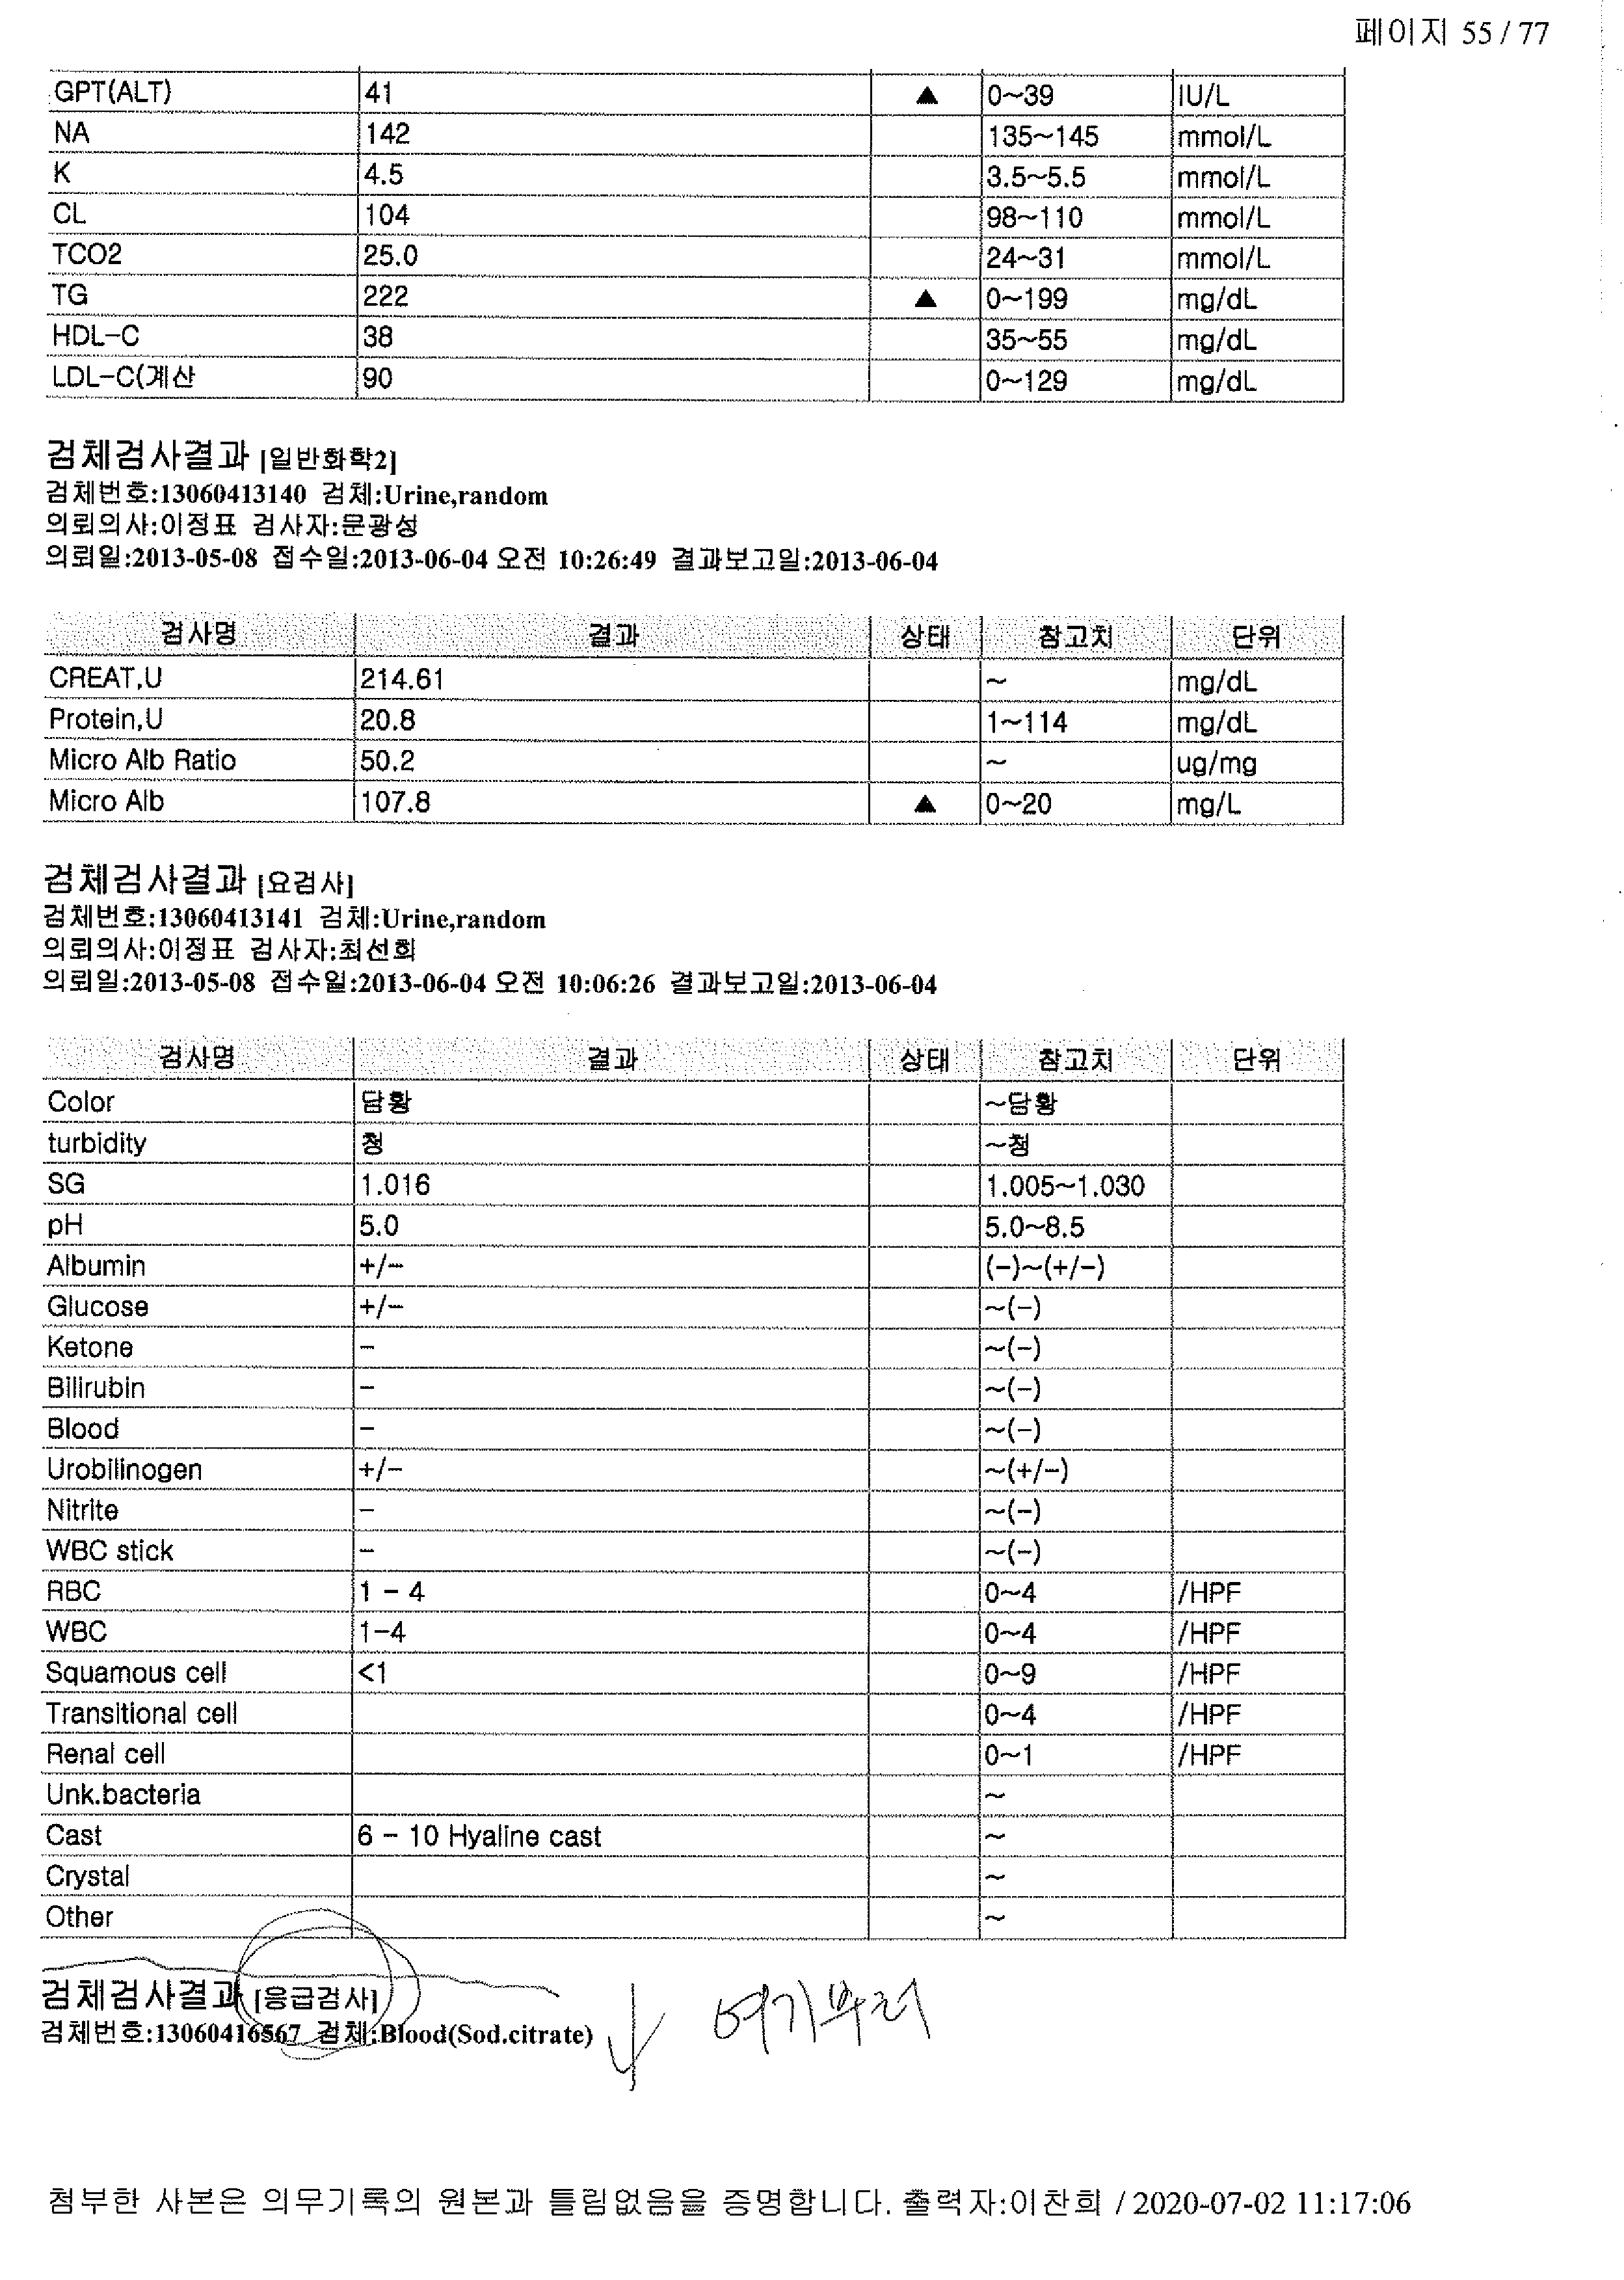 페이지 55 / 77
GPT(ALT) 41 ▲ 0~39 IU/L
NA 142 135~145 mmol/L
K 4.5 3.5~5.5 mmol/L
CL 104 98~110 mmol/L
TCO2 25.0 24~31 mmol/L
TG 222 ▲ 0~199 mg/dL
HDL-C 38 35~55 mg/dL
LDL-C(계산 90 0~129 mg/dL
검체검사결과 [일반화학2]
검체번호:13060413140 검체:Urine,random
의뢰의사:이정표 검사자:문광성
의뢰일:2013-05-08 접수일:2013-06-04 오전 10:26:49 결과보고일:2013-06-04
검사명 결과 상태 참고치 단위
CREAT,U 214.61 ~ mg/dL
Protein,U 20.8 1~114 mg/dL
Micro Alb Ratio 50.2 ~ ug/mg
Micro Alb 107.8 ▲ 0~20 mg/L
검체검사결과 [요검사]
검체번호:13060413141 검체:Urine,random
의뢰의사:이정표 검사자:최선희
의뢰일:2013-05-08 접수일:2013-06-04 오전 10:06:26 결과보고일:2013-06-04
검사명 결과 상태 참고치 단위
Color 담황 ~담황
turbidity 청 ~청
SG 1.016 1.005~1.030
pH 5.0 5.0~8.5
Albumin +/- (-)~(+/-)
Glucose +/- ~(-)
Ketone - ~(-)
Bilirubin - ~(-)
Blood - ~(-)
Urobilinogen +/- ~(+/-)
Nitrite - ~(-)
WBC stick - ~(-)
RBC 1 - 4 0~4 /HPF
WBC 1-4 0~4 /HPF
Squamous cell <1 0~9 /HPF
Transitional cell 0~4 /HPF
Renal cell 0~1 /HPF
Unk.bacteria ~
Cast 6 - 10 Hyaline cast ~
Crystal ~
Other ~
검체검사결과 [응급검사]
검체번호:13060416567 검체:Blood(Sod.citrate)
여기부터
첨부한 사본은 의무기록의 원본과 틀림없음을 증명합니다. 출력자:이찬희 / 2020-07-02 11:17:06